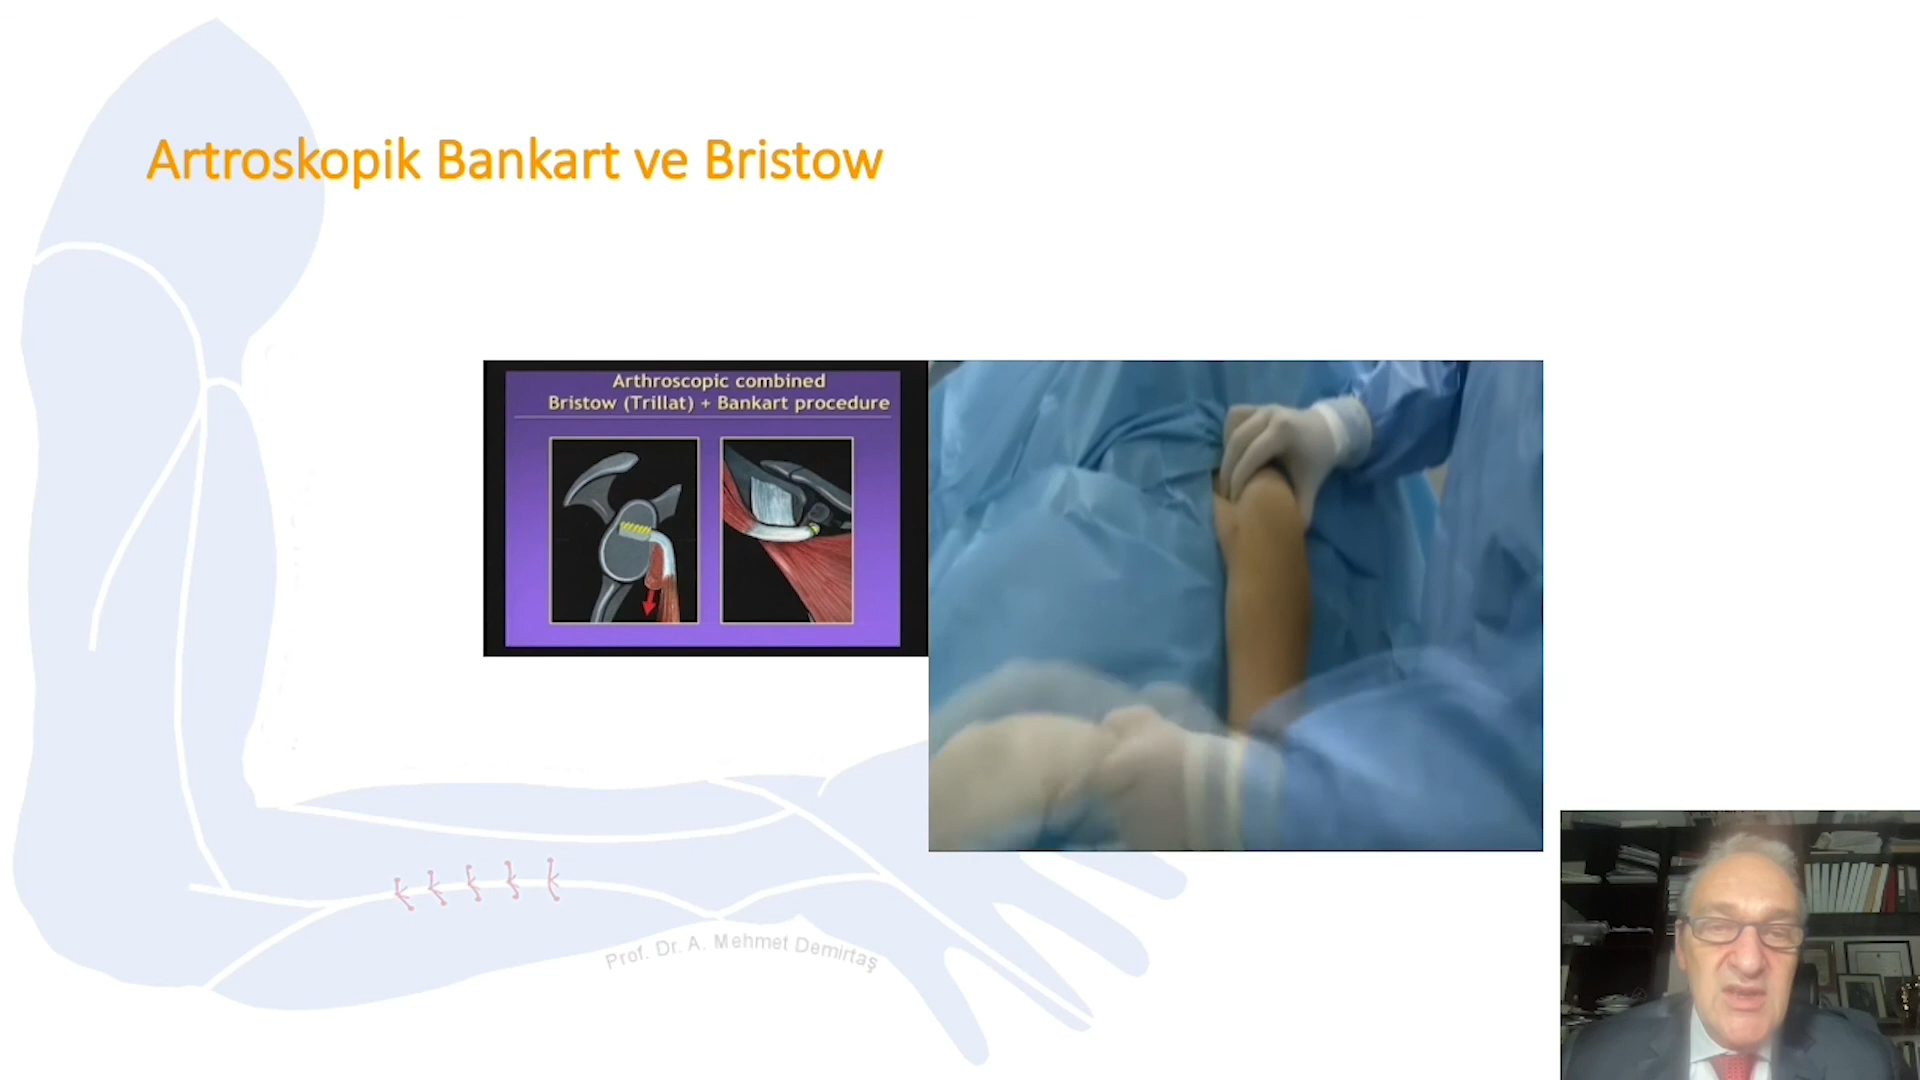 Artroskopik Bankart ve Bristow
Arthroscopic combined
Bristow (Trillat) + Bankart procedure
Prof. Dr. A. Mehmet Demirtaş